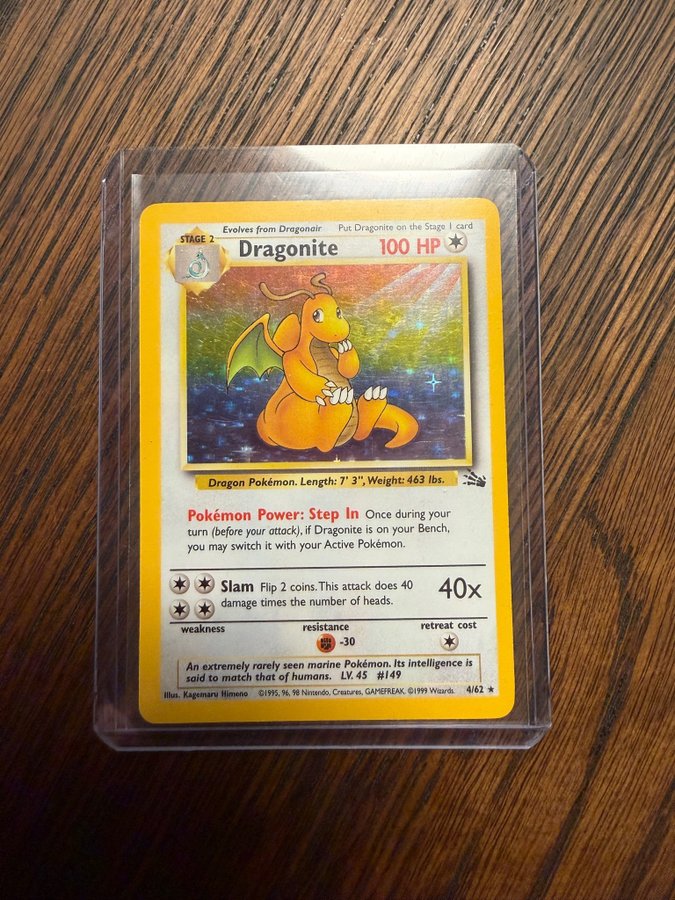 Evolves from Dragonair Put Dragonite on the Stage 1 card
STAGE 2
Dragonite 100 HP
Dragon Pokémon. Length: 7' 3", Weight: 463 lbs.
Pokémon Power: Step In Once during your
turn (before your attack), if Dragonite is on your Bench,
you may switch it with your Active Pokémon.
Slam Flip 2 coins. This attack does 40
damage times the number of heads.
40x
weakness resistance retreat cost
-30
An extremely rarely seen marine Pokémon. Its intelligence is
said to match that of humans. LV. 45 #149
Illus. Kagemaru Himeno ©1995, 96, 98 Nintendo, Creatures, GAMEFREAK. ©1999 Wizards. 4/62 ★